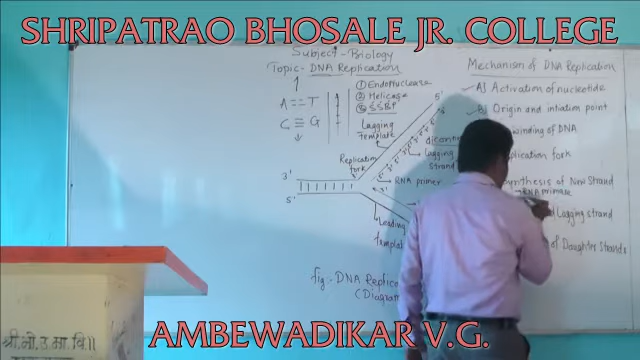 SHRIPATRAO BHOSALE JR. COLLEGE
Subject - Biology
Topic- DNA Replication
① Endonuclease
② Helicase
③ SSBP
A = = T
C ≡ G
Lagging
Template
Replication
fork
3'
5'
5'
RNA primer
lagging
strand
Leading
template
fig:- DNA Replica
(Diagram
Mechanism of DNA Replication
A) Activation of nucleotide
B) Origin and intiation point
winding of DNA
plication fork
ynthesis of New Strand
→ RNA primase
d Lagging strand
of Daughter Strands
AMBEWADIKAR V.G.